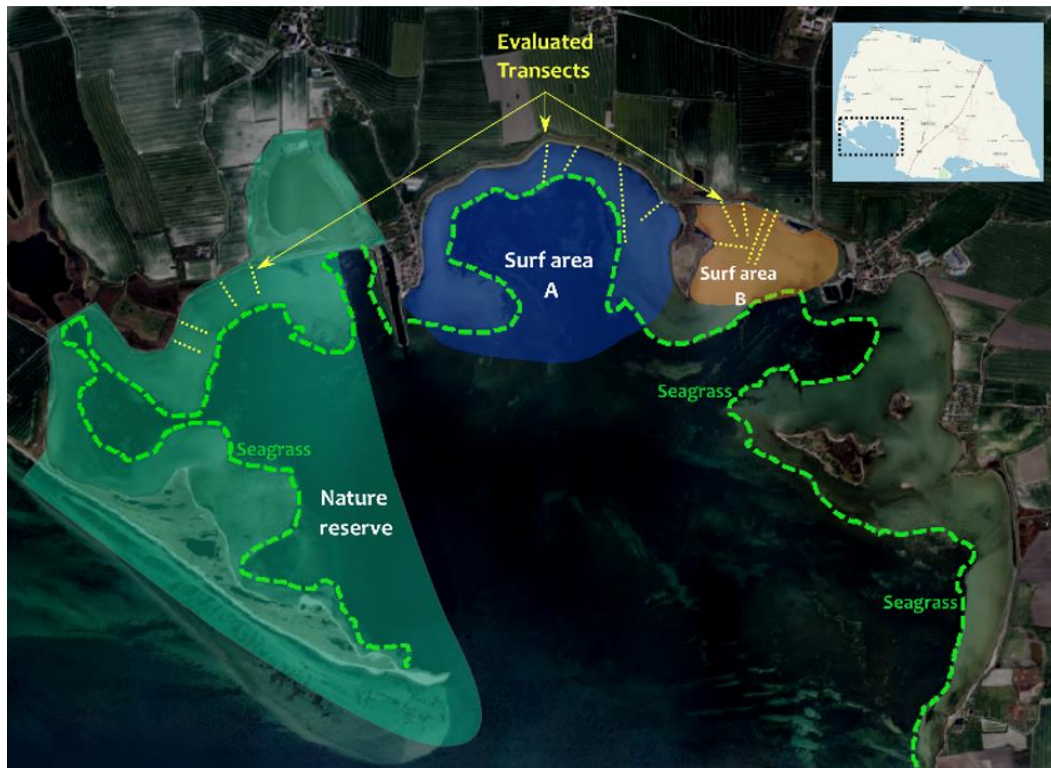 Evaluated
Transects
Surf area
A
Surf area
B
Seagrass
Seagrass
Nature
reserve
Seagrass